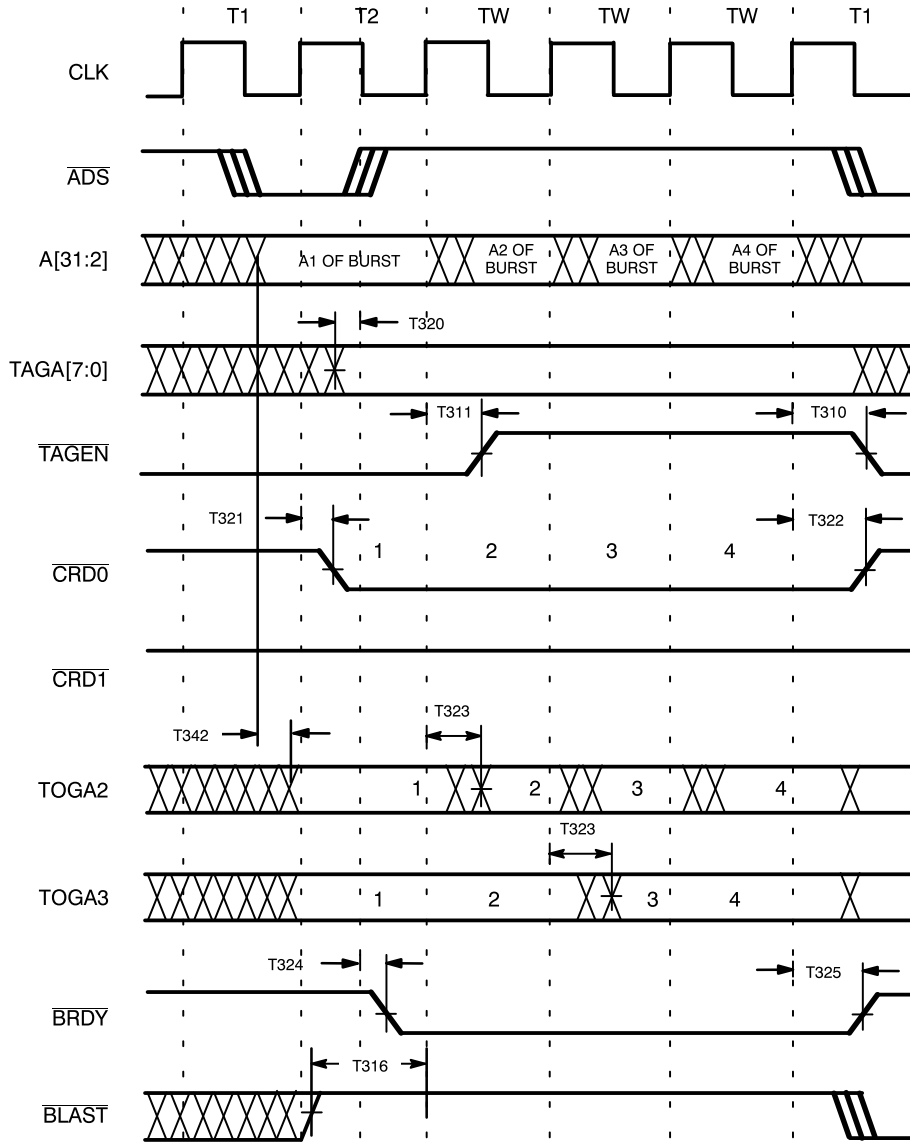 T1 T2 TW TW TW T1
CLK
ADS
A[31:2] A1 OF BURST A2 OF BURST A3 OF BURST A4 OF BURST
T320
TAGA[7:0]
T311 T310
TAGEN
T321 T322
CRD0 1 2 3 4
CRD1
T323
T342
TOGA2 1 2 3 4
T323
TOGA3 1 2 3 4
T324 T325
BRDY
T316
BLAST